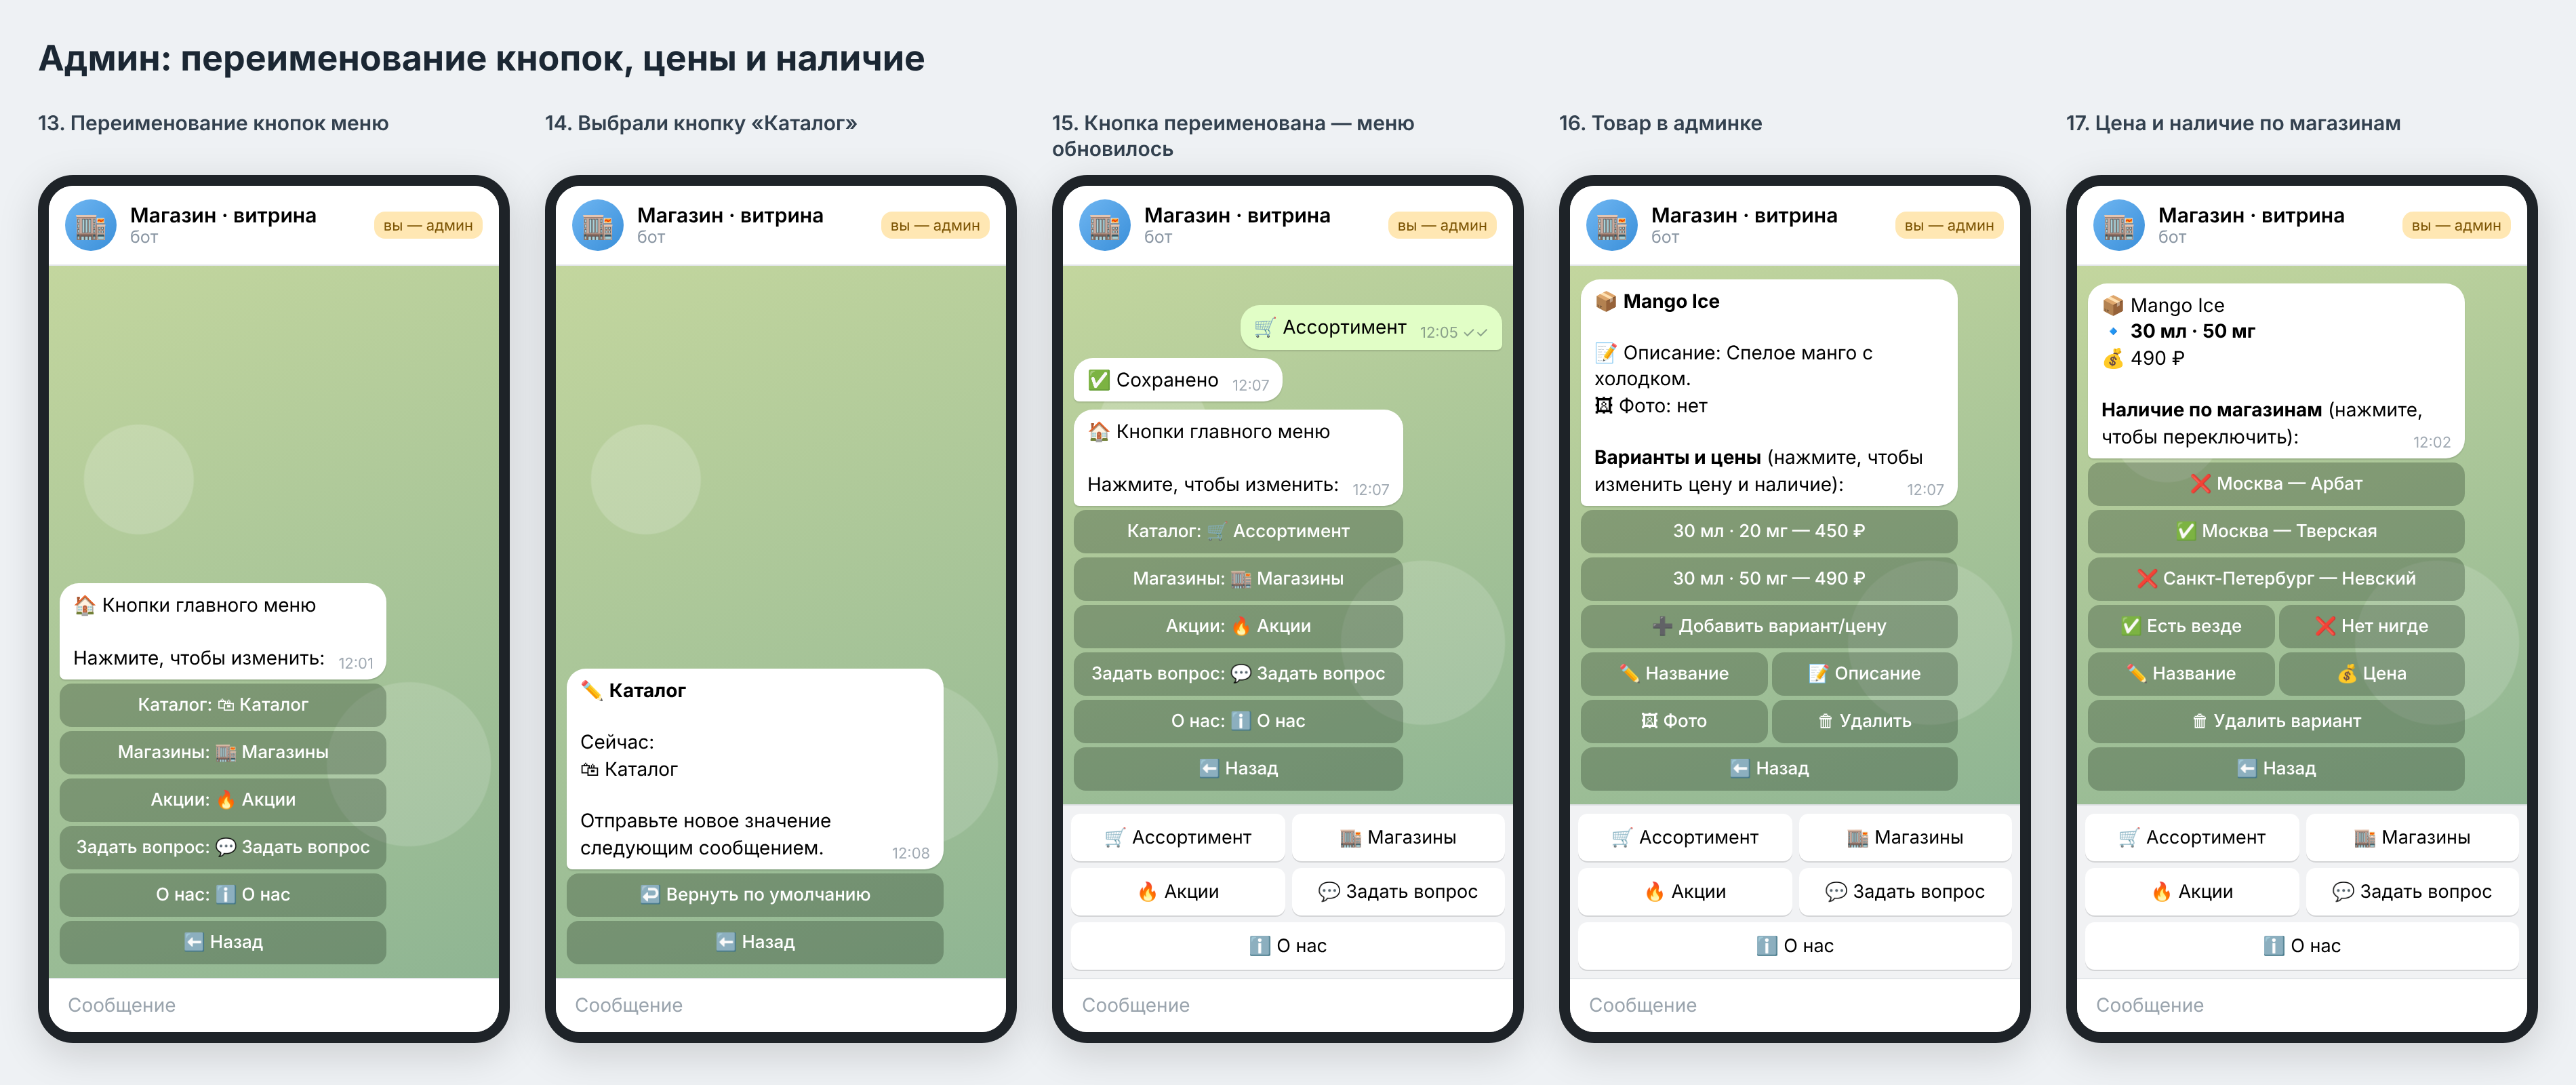 Админ: переименование кнопок, цены и наличие
13. Переименование кнопок меню
Магазин · витрина
бот
вы — админ
🏠 Кнопки главного меню
Нажмите, чтобы изменить: 12:01
Каталог: 🛍 Каталог
Магазины: 🏬 Магазины
Акции: 🔥 Акции
Задать вопрос: 💬 Задать вопрос
О нас: ℹ️ О нас
⬅️ Назад
Сообщение
14. Выбрали кнопку «Каталог»
Магазин · витрина
бот
вы — админ
✏️ Каталог
Сейчас:
🛍 Каталог
Отправьте новое значение
следующим сообщением. 12:08
↩️ Вернуть по умолчанию
⬅️ Назад
Сообщение
15. Кнопка переименована — меню
обновилось
Магазин · витрина
бот
вы — админ
🛒 Ассортимент 12:05 ✓✓
✅ Сохранено 12:07
🏠 Кнопки главного меню
Нажмите, чтобы изменить: 12:07
Каталог: 🛒 Ассортимент
Магазины: 🏬 Магазины
Акции: 🔥 Акции
Задать вопрос: 💬 Задать вопрос
О нас: ℹ️ О нас
⬅️ Назад
🛒 Ассортимент
🏬 Магазины
🔥 Акции
💬 Задать вопрос
ℹ️ О нас
Сообщение
16. Товар в админке
Магазин · витрина
бот
вы — админ
📦 Mango Ice
📝 Описание: Спелое манго с
холодком.
🖼 Фото: нет
Варианты и цены (нажмите, чтобы
изменить цену и наличие): 12:07
30 мл · 20 мг — 450 ₽
30 мл · 50 мг — 490 ₽
➕ Добавить вариант/цену
✏️ Название
📝 Описание
🖼 Фото
🗑 Удалить
⬅️ Назад
🛒 Ассортимент
🏬 Магазины
🔥 Акции
💬 Задать вопрос
ℹ️ О нас
Сообщение
17. Цена и наличие по магазинам
Магазин · витрина
бот
вы — админ
📦 Mango Ice
🔹 30 мл · 50 мг
💰 490 ₽
Наличие по магазинам (нажмите,
чтобы переключить): 12:02
❌ Москва — Арбат
✅ Москва — Тверская
❌ Санкт-Петербург — Невский
✅ Есть везде
❌ Нет нигде
✏️ Название
💰 Цена
🗑 Удалить вариант
⬅️ Назад
🛒 Ассортимент
🏬 Магазины
🔥 Акции
💬 Задать вопрос
ℹ️ О нас
Сообщение